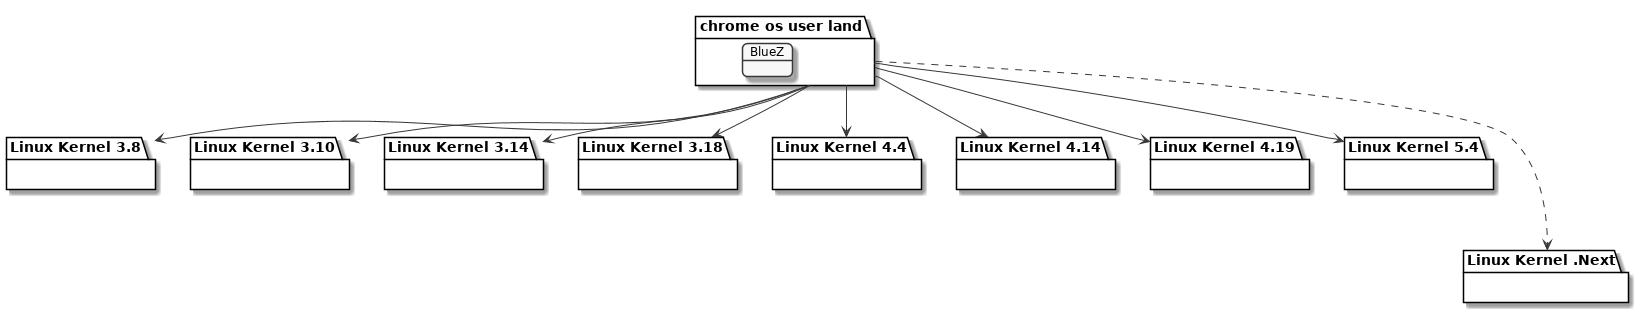 chrome os user land
BlueZ
Linux Kernel 3.8
Linux Kernel 3.10
Linux Kernel 3.14
Linux Kernel 3.18
Linux Kernel 4.4
Linux Kernel 4.14
Linux Kernel 4.19
Linux Kernel 5.4
Linux Kernel .Next